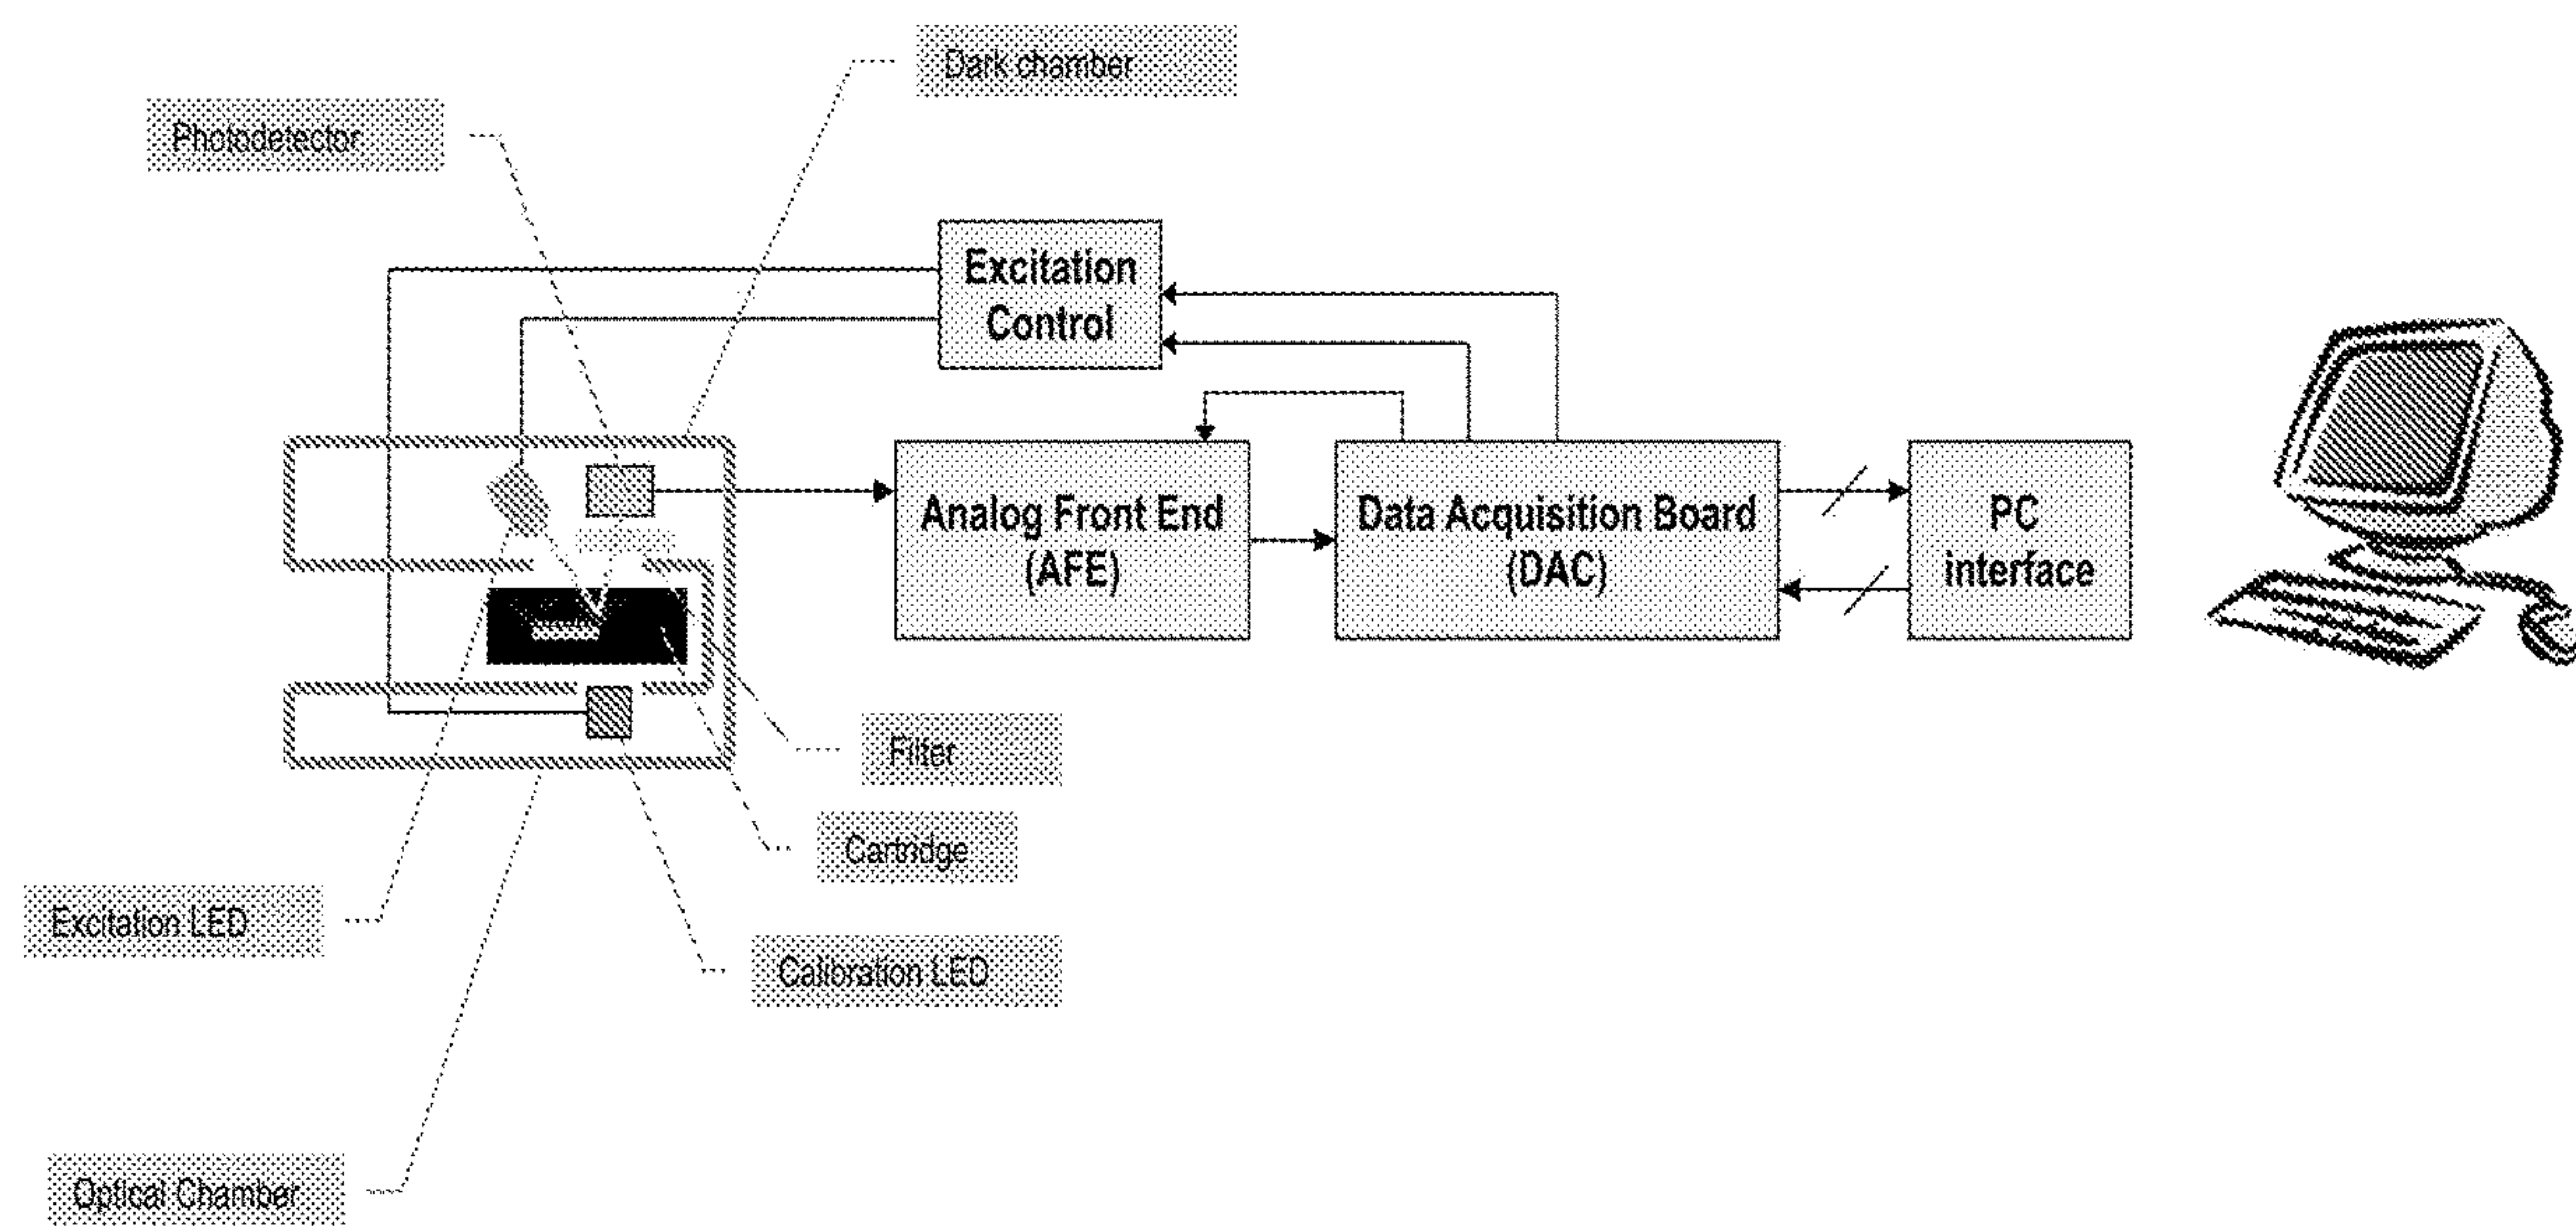 Dark chamber
Photodetector
Excitation
Control
Analog Front End
(AFE)
Data Acquisition Board
(DAC)
PC
interface
Filter
Cartridge
Excitation LED
Calibration LED
Optical Chamber